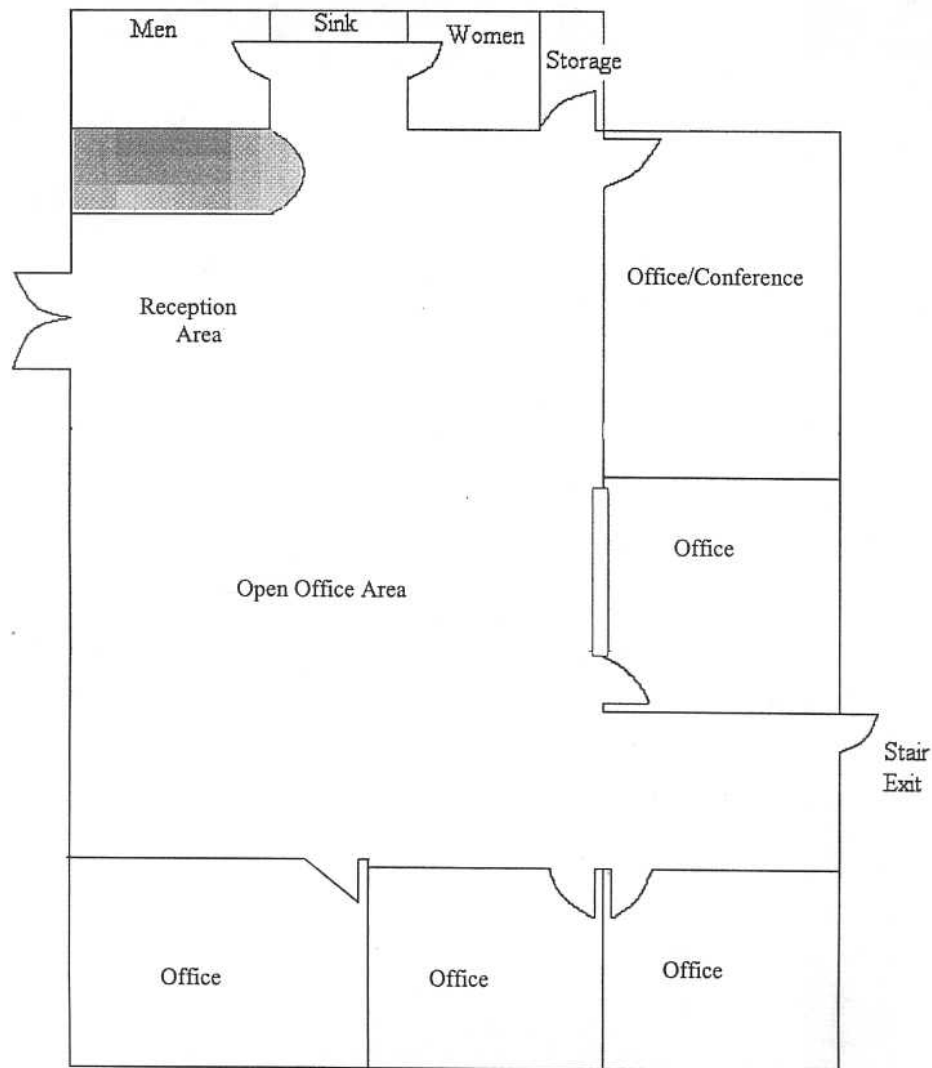 Men
Sink
Women
Storage
Office/Conference
Reception
Area
Office
Open Office Area
Stair
Exit
Office
Office
Office